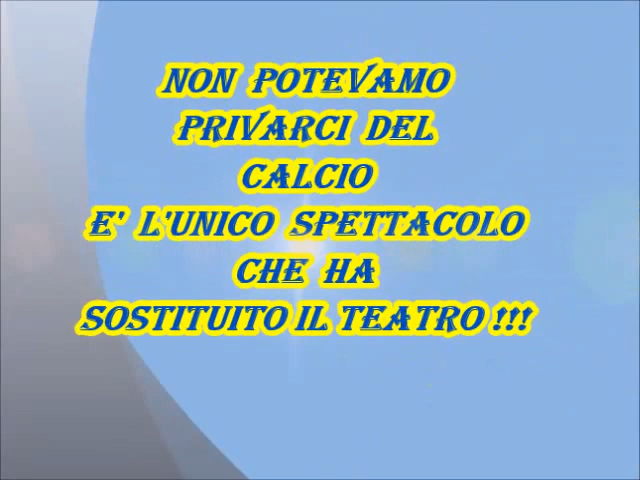 NON POTEVAMO
PRIVARCI DEL
CALCIO
E' L'UNICO SPETTACOLO
CHE HA
SOSTITUITO IL TEATRO !!!